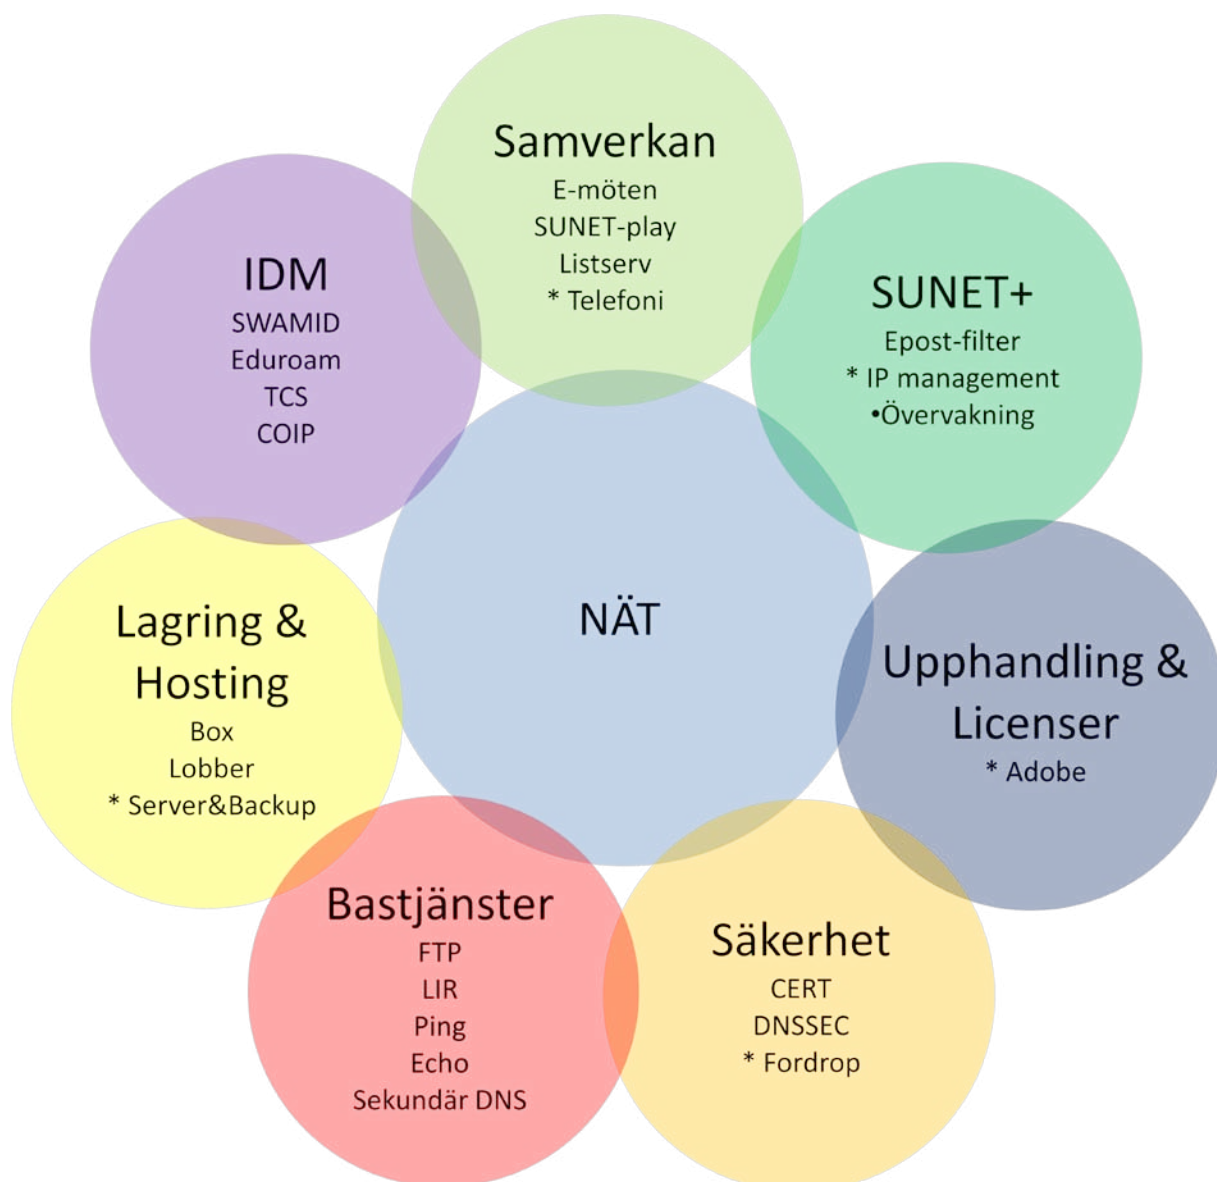 Samverkan
E-möten
SUNET-play
Listserv
* Telefoni
IDM
SWAMID
Eduroam
TCS
COIP
SUNET+
Epost-filter
* IP management
•Övervakning
NÄT
Lagring &
Hosting
Box
Lobber
* Server&Backup
Upphandling &
Licenser
* Adobe
Bastjänster
FTP
LIR
Ping
Echo
Sekundär DNS
Säkerhet
CERT
DNSSEC
* Fordrop